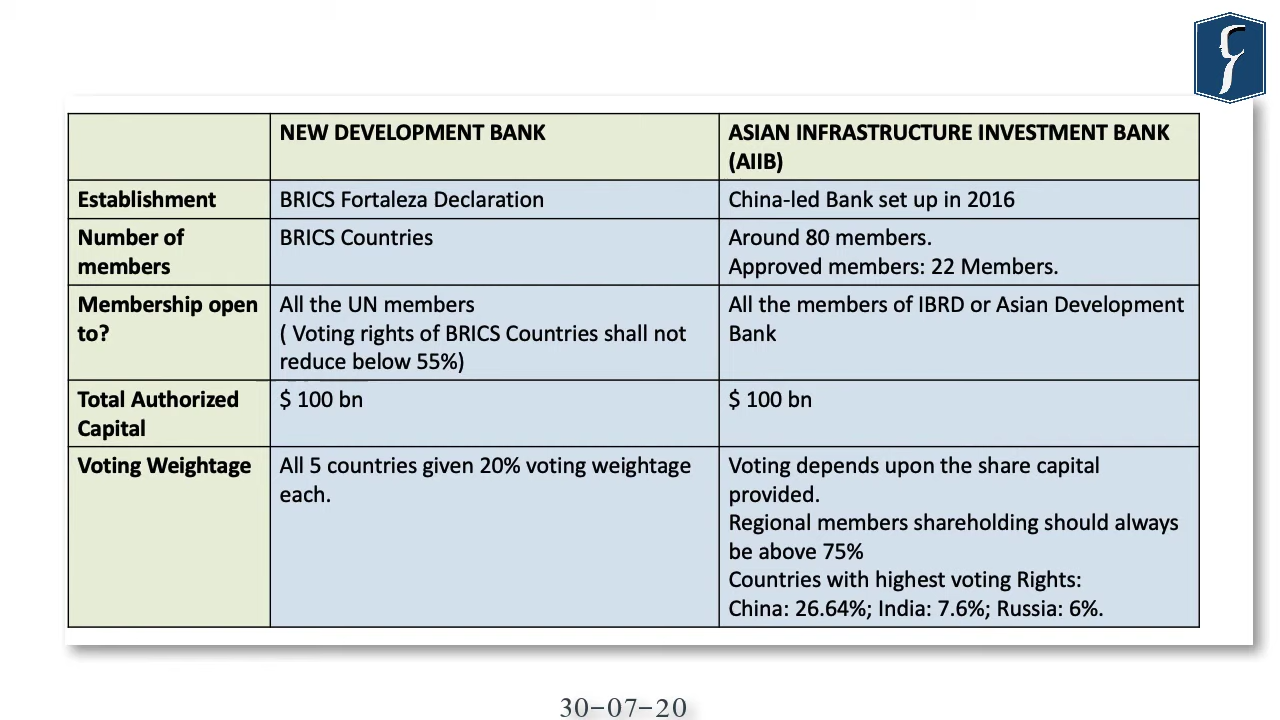 NEW DEVELOPMENT BANK
ASIAN INFRASTRUCTURE INVESTMENT BANK
(AIIB)
Establishment
BRICS Fortaleza Declaration
China-led Bank set up in 2016
Number of
members
BRICS Countries
Around 80 members.
Approved members: 22 Members.
Membership open
to?
All the UN members
( Voting rights of BRICS Countries shall not
reduce below 55%)
All the members of IBRD or Asian Development
Bank
Total Authorized
Capital
$ 100 bn
$ 100 bn
Voting Weightage
All 5 countries given 20% voting weightage
each.
Voting depends upon the share capital
provided.
Regional members shareholding should always
be above 75%
Countries with highest voting Rights:
China: 26.64%; India: 7.6%; Russia: 6%.
30-07-20